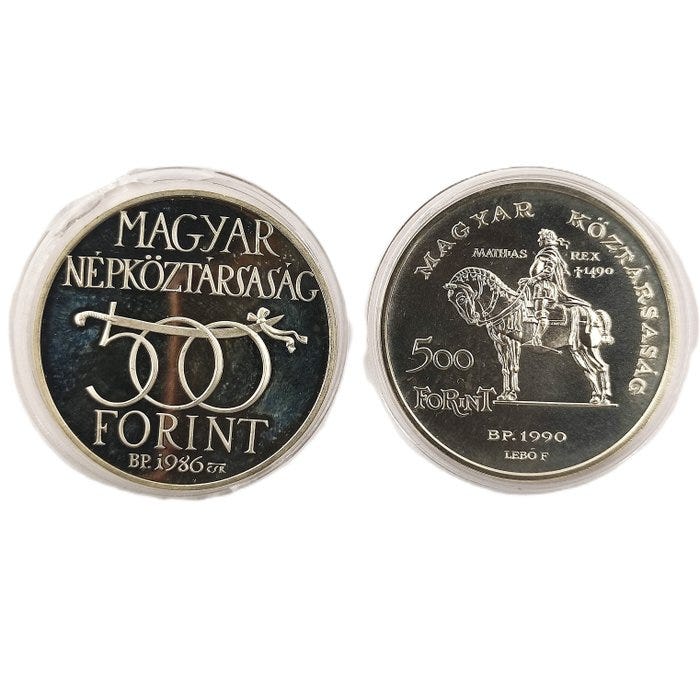 MAGYAR
NÉPKÖZTÁRSASÁG
500
FORINT
BP. 1986
MAGYAR KÖZTÁRSASÁG
MATHIAS REX
†1490
500
FORINT
BP. 1990
LEBÓ F